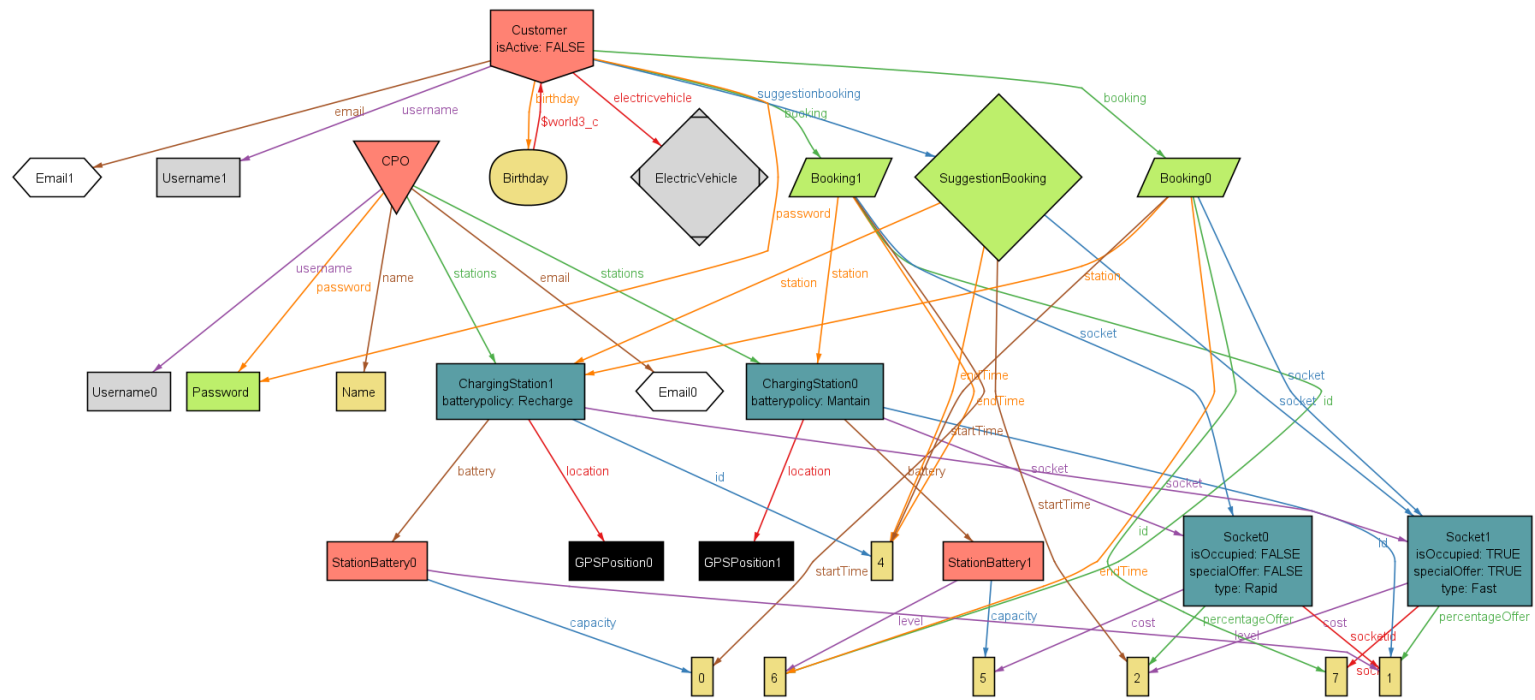 Customer
isActive: FALSE
suggestionbooking
booking
email
username
birthday
electricvehicle
booking
$world3_c
Email1
Username1
CPO
Birthday
ElectricVehicle
Booking1
SuggestionBooking
Booking0
password
username
password
name
stations
email
stations
station
station
station
socket
socket
socket
id
Username0
Password
Name
ChargingStation1
batterypolicy: Recharge
Email0
ChargingStation0
batterypolicy: Mantain
endTime
endTime
startTime
battery
location
id
location
battery
socket
socket
startTime
id
id
StationBattery0
GPSPosition0
GPSPosition1
4
StationBattery1
Socket0
isOccupied: FALSE
specialOffer: FALSE
type: Rapid
Socket1
isOccupied: TRUE
specialOffer: TRUE
type: Fast
startTime
endTime
capacity
level
capacity
cost
percentageOffer
level
cost
socketid
percentageOffer
0
6
5
2
7
1